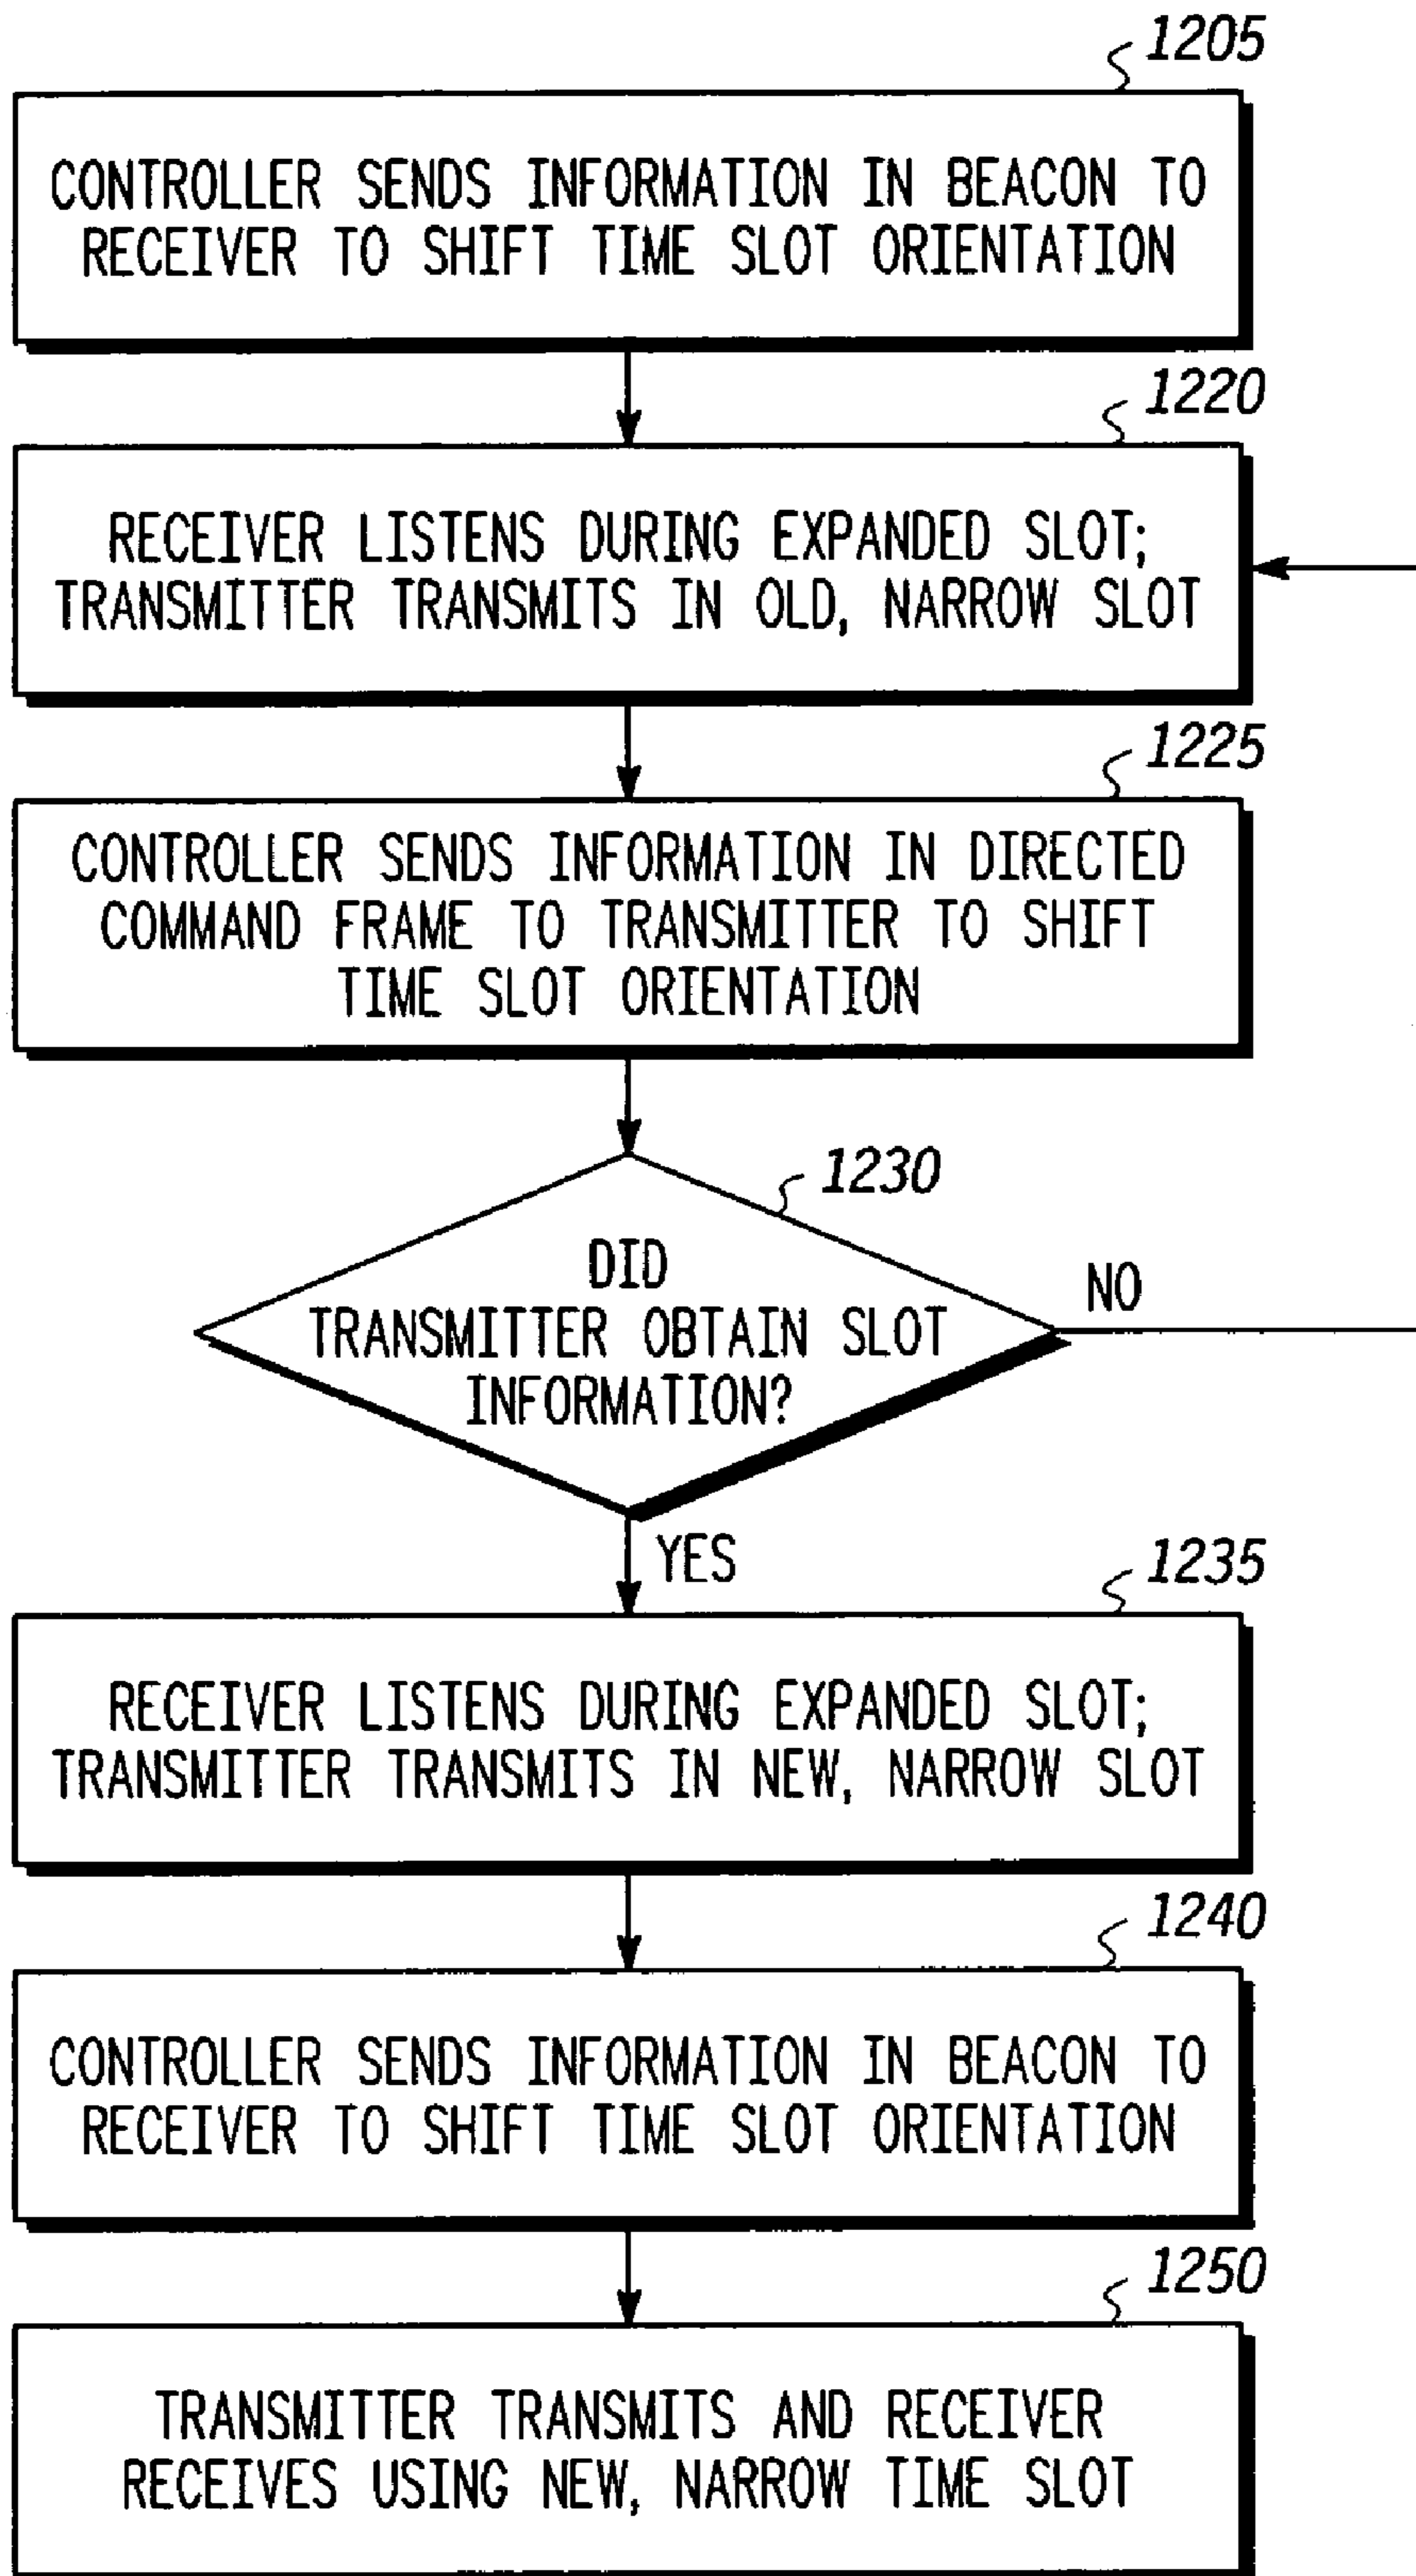 1205
CONTROLLER SENDS INFORMATION IN BEACON TO
RECEIVER TO SHIFT TIME SLOT ORIENTATION
1220
RECEIVER LISTENS DURING EXPANDED SLOT;
TRANSMITTER TRANSMITS IN OLD, NARROW SLOT
1225
CONTROLLER SENDS INFORMATION IN DIRECTED
COMMAND FRAME TO TRANSMITTER TO SHIFT
TIME SLOT ORIENTATION
1230
DID
TRANSMITTER OBTAIN SLOT
INFORMATION?
NO
YES
1235
RECEIVER LISTENS DURING EXPANDED SLOT;
TRANSMITTER TRANSMITS IN NEW, NARROW SLOT
1240
CONTROLLER SENDS INFORMATION IN BEACON TO
RECEIVER TO SHIFT TIME SLOT ORIENTATION
1250
TRANSMITTER TRANSMITS AND RECEIVER
RECEIVES USING NEW, NARROW TIME SLOT